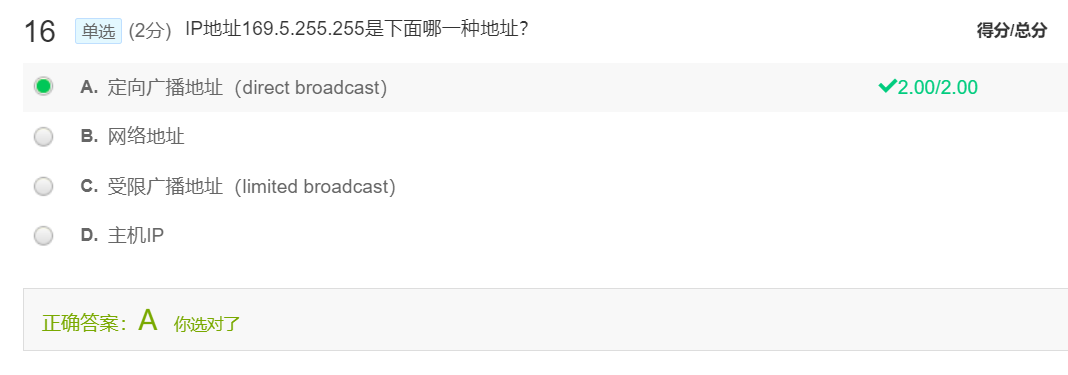 16 单选 (2分) IP地址169.5.255.255是下面哪一种地址? 得分/总分
A. 定向广播地址（direct broadcast） 2.00/2.00
B. 网络地址
C. 受限广播地址（limited broadcast）
D. 主机IP
正确答案：A 你选对了